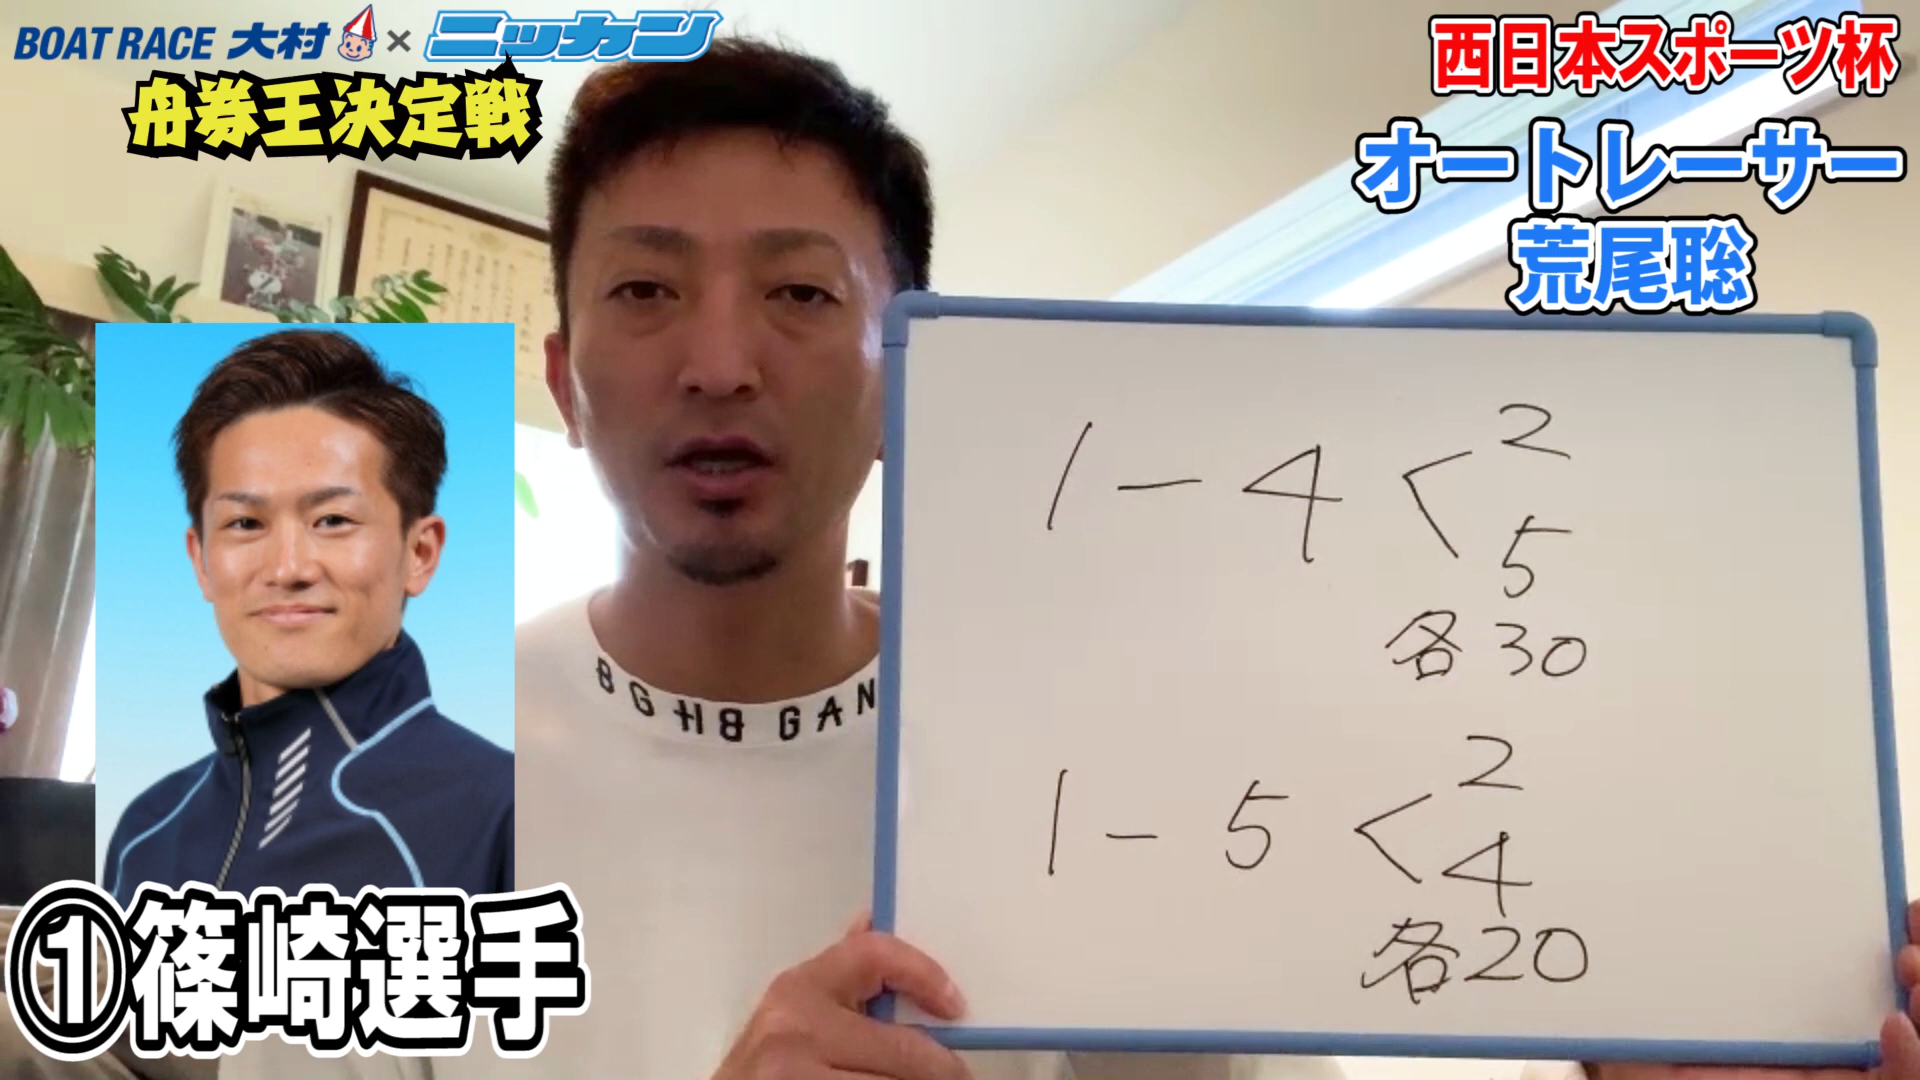 BOAT RACE 大村 × ニッカン
舟券王決定戦
西日本スポーツ杯
オートレーサー
荒尾聡
BGHB GAN
1-4<2
5
各30
1-5<2
4
各20
①篠崎選手